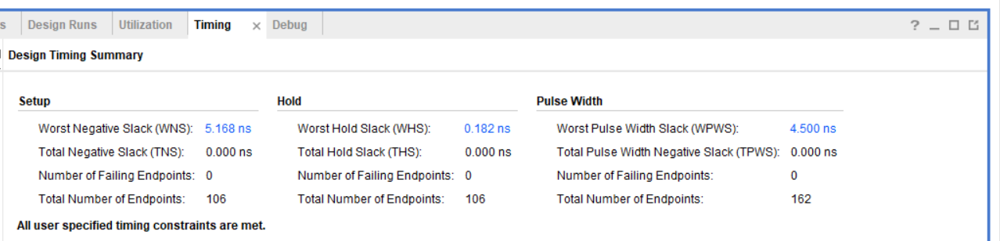 s Design Runs Utilization Timing × Debug ?
Design Timing Summary
Setup Hold Pulse Width
Worst Negative Slack (WNS): 5.168 ns Worst Hold Slack (WHS): 0.182 ns Worst Pulse Width Slack (WPWS): 4.500 ns
Total Negative Slack (TNS): 0.000 ns Total Hold Slack (THS): 0.000 ns Total Pulse Width Negative Slack (TPWS): 0.000 ns
Number of Failing Endpoints: 0 Number of Failing Endpoints: 0 Number of Failing Endpoints: 0
Total Number of Endpoints: 106 Total Number of Endpoints: 106 Total Number of Endpoints: 162
All user specified timing constraints are met.